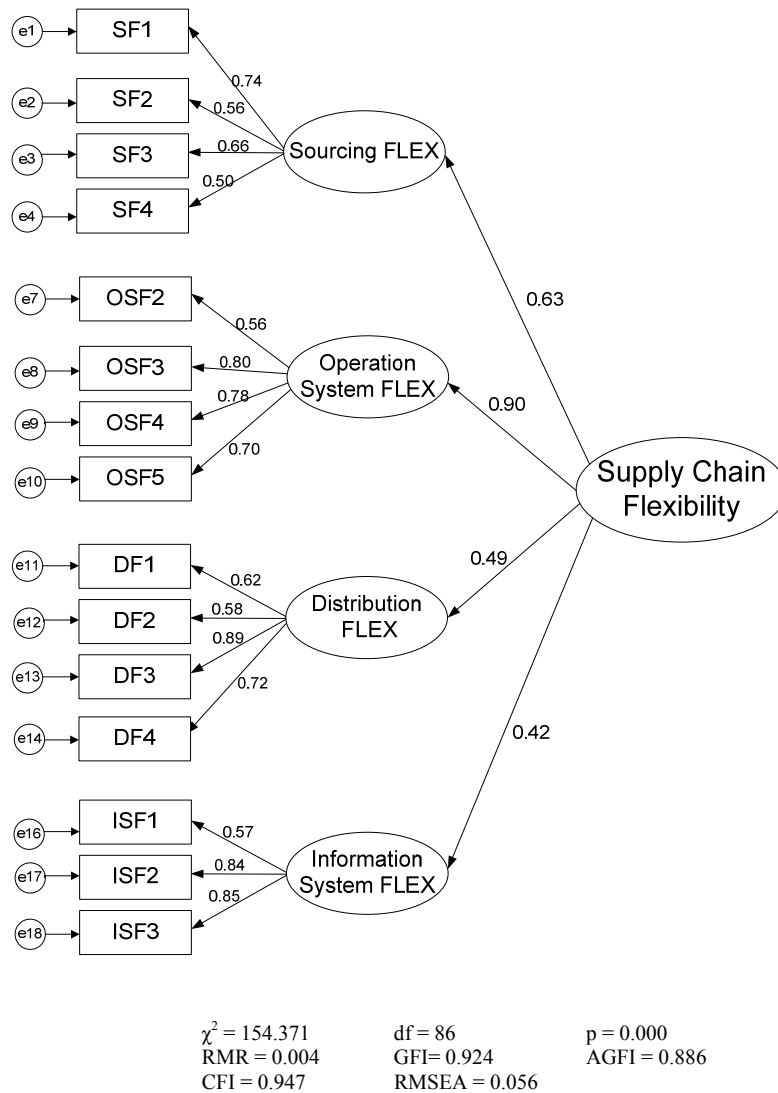 e1
SF1
0.74
e2
SF2
0.56
e3
SF3
0.66
Sourcing FLEX
e4
SF4
0.50
0.63
e7
OSF2
0.56
e8
OSF3
0.80
Operation
System FLEX
e9
OSF4
0.78
0.90
e10
OSF5
0.70
Supply Chain
Flexibility
e11
DF1
0.62
0.49
e12
DF2
0.58
Distribution
FLEX
e13
DF3
0.89
e14
DF4
0.72
0.42
e16
ISF1
0.57
e17
ISF2
0.84
Information
System FLEX
e18
ISF3
0.85
χ² = 154.371 df = 86 p = 0.000
RMR = 0.004 GFI= 0.924 AGFI = 0.886
CFI = 0.947 RMSEA = 0.056